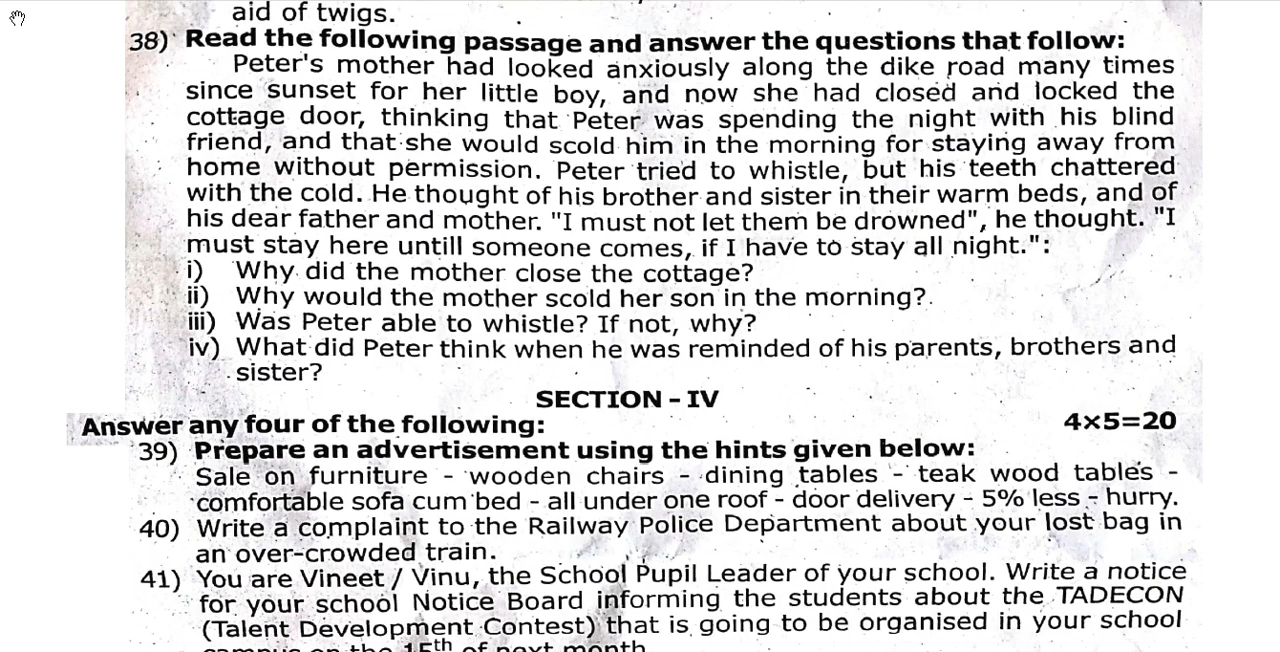 aid of twigs.
38) Read the following passage and answer the questions that follow:
Peter's mother had looked anxiously along the dike road many times
since sunset for her little boy, and now she had closed and locked the
cottage door, thinking that Peter was spending the night with his blind
friend, and that she would scold him in the morning for staying away from
home without permission. Peter tried to whistle, but his teeth chattered
with the cold. He thought of his brother and sister in their warm beds, and of
his dear father and mother. "I must not let them be drowned", he thought. "I
must stay here untill someone comes, if I have to stay all night.":
i) Why did the mother close the cottage?
ii) Why would the mother scold her son in the morning?
iii) Was Peter able to whistle? If not, why?
iv) What did Peter think when he was reminded of his parents, brothers and
sister?
SECTION - IV
Answer any four of the following: 4x5=20
39) Prepare an advertisement using the hints given below:
Sale on furniture - wooden chairs - dining tables - teak wood tables -
comfortable sofa cum bed - all under one roof - door delivery - 5% less - hurry.
40) Write a complaint to the Railway Police Department about your lost bag in
an over-crowded train.
41) You are Vineet / Vinu, the School Pupil Leader of your school. Write a notice
for your school Notice Board informing the students about the TADECON
(Talent Development Contest) that is going to be organised in your school
campus on the 15th of next month